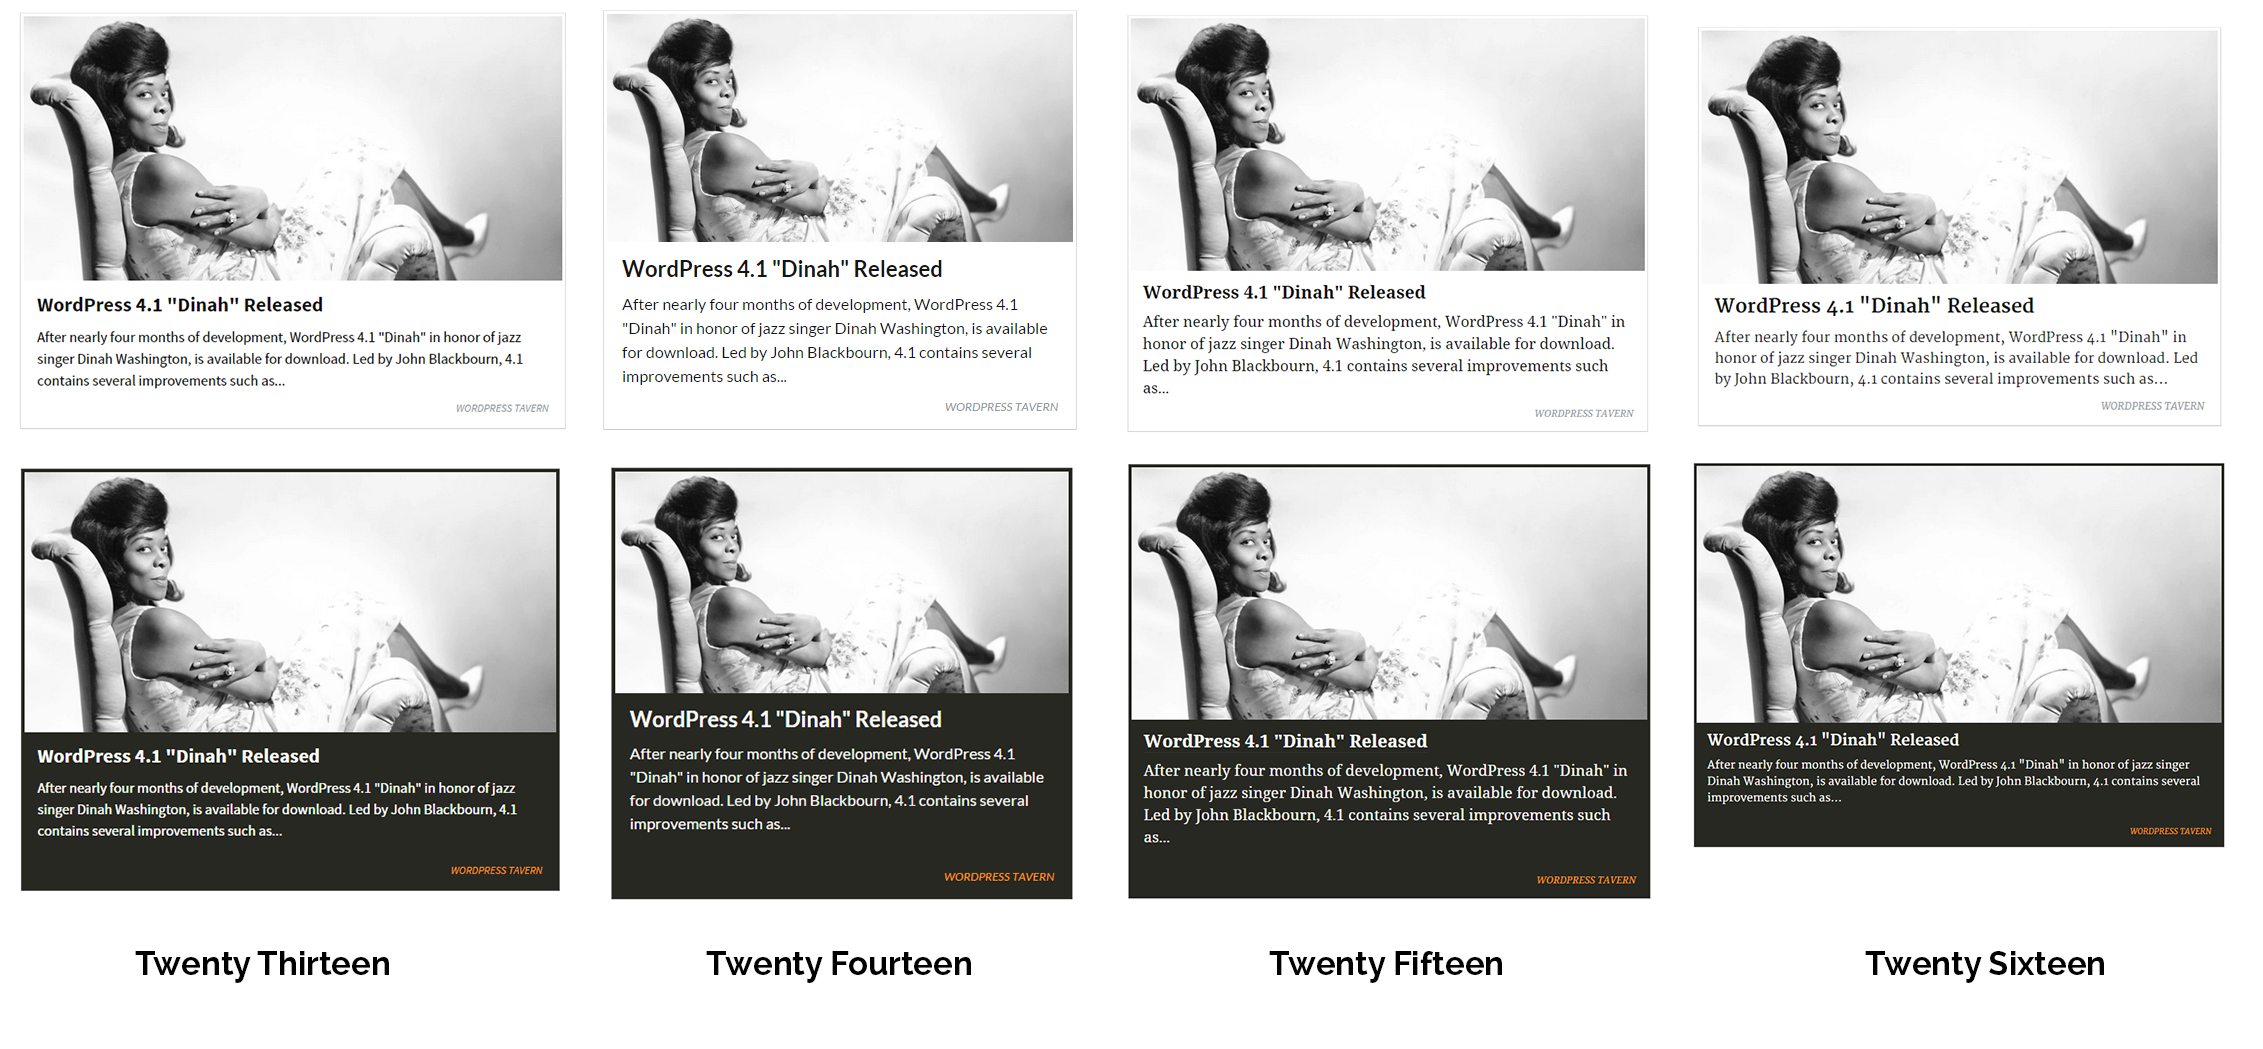 WordPress 4.1 "Dinah" Released
After nearly four months of development, WordPress 4.1 "Dinah" in honor of jazz
singer Dinah Washington, is available for download. Led by John Blackbourn, 4.1
contains several improvements such as...
WORDPRESS TAVERN
WordPress 4.1 "Dinah" Released
After nearly four months of development, WordPress 4.1
"Dinah" in honor of jazz singer Dinah Washington, is available
for download. Led by John Blackbourn, 4.1 contains several
improvements such as...
WORDPRESS TAVERN
WordPress 4.1 "Dinah" Released
After nearly four months of development, WordPress 4.1 "Dinah" in
honor of jazz singer Dinah Washington, is available for download.
Led by John Blackbourn, 4.1 contains several improvements such
as...
WORDPRESS TAVERN
WordPress 4.1 "Dinah" Released
After nearly four months of development, WordPress 4.1 "Dinah" in
honor of jazz singer Dinah Washington, is available for download. Led
by John Blackbourn, 4.1 contains several improvements such as...
WORDPRESS TAVERN
WordPress 4.1 "Dinah" Released
After nearly four months of development, WordPress 4.1 "Dinah" in honor of jazz
singer Dinah Washington, is available for download. Led by John Blackbourn, 4.1
contains several improvements such as...
WORDPRESS TAVERN
WordPress 4.1 "Dinah" Released
After nearly four months of development, WordPress 4.1
"Dinah" in honor of jazz singer Dinah Washington, is available
for download. Led by John Blackbourn, 4.1 contains several
improvements such as...
WORDPRESS TAVERN
WordPress 4.1 "Dinah" Released
After nearly four months of development, WordPress 4.1 "Dinah" in
honor of jazz singer Dinah Washington, is available for download.
Led by John Blackbourn, 4.1 contains several improvements such
as...
WORDPRESS TAVERN
WordPress 4.1 "Dinah" Released
After nearly four months of development, WordPress 4.1 "Dinah" in honor of jazz singer
Dinah Washington, is available for download. Led by John Blackbourn, 4.1 contains several
improvements such as...
WORDPRESS TAVERN
Twenty Thirteen
Twenty Fourteen
Twenty Fifteen
Twenty Sixteen